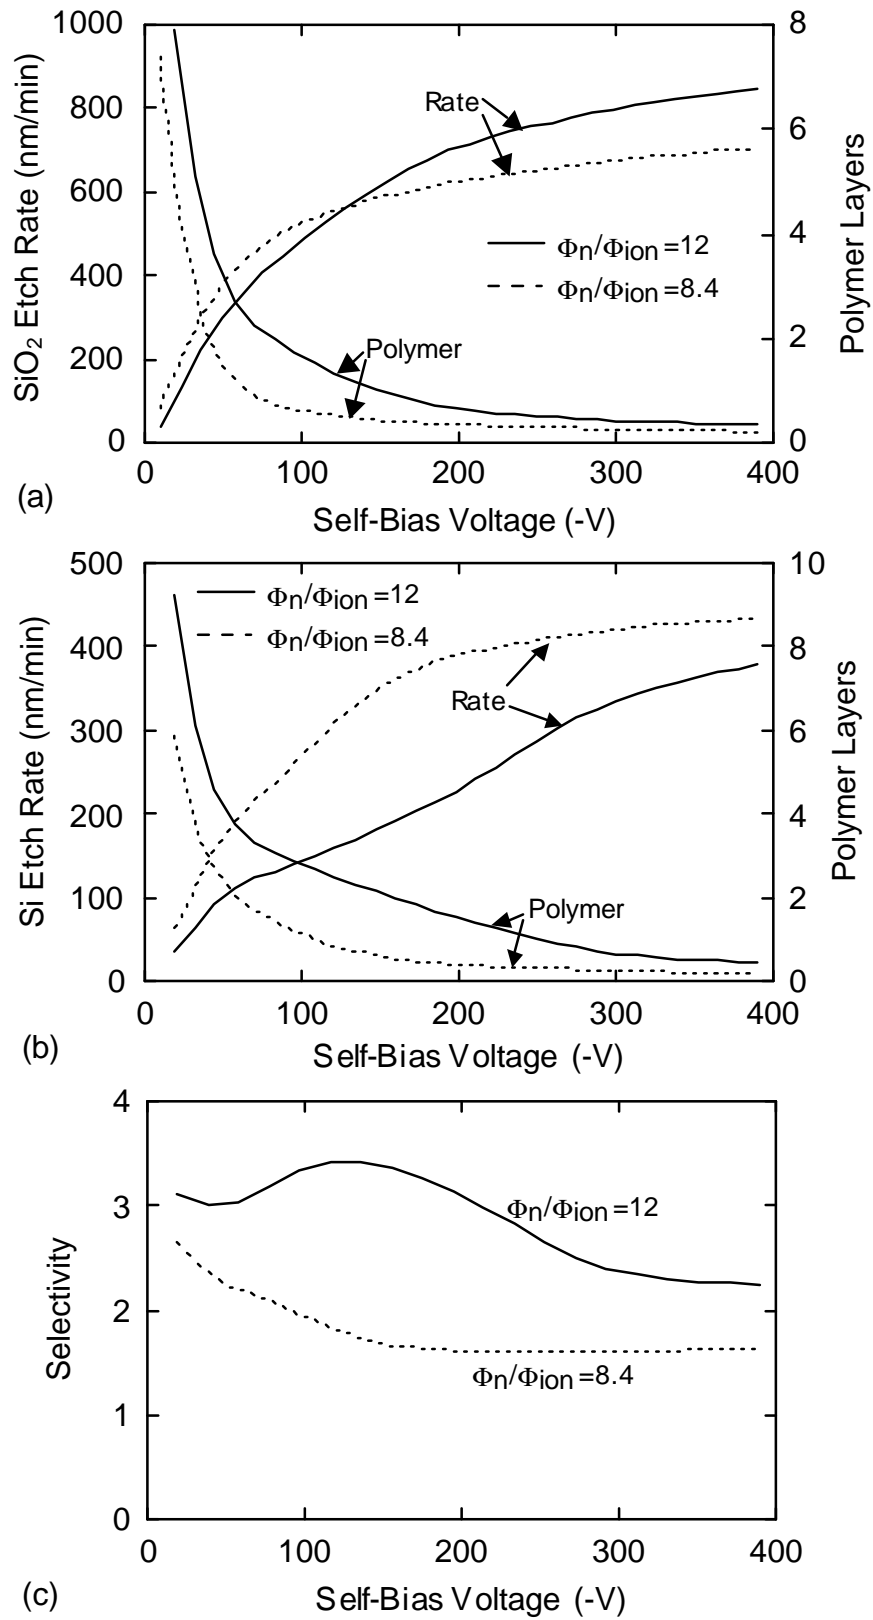 1000
800
600
400
200
0
SiO2 Etch Rate (nm/min)
8
6
4
2
0
Polymer Layers
Rate
Φn/Φion=12
Φn/Φion=8.4
Polymer
0 100 200 300 400
(a)
Self-Bias Voltage (-V)
500
400
300
200
100
0
Si Etch Rate (nm/min)
10
8
6
4
2
0
Polymer Layers
Φn/Φion=12
Φn/Φion=8.4
Rate
Polymer
0 100 200 300 400
(b)
Self-Bias Voltage (-V)
4
3
2
1
0
Selectivity
Φn/Φion=12
Φn/Φion=8.4
0 100 200 300 400
(c)
Self-Bias Voltage (-V)